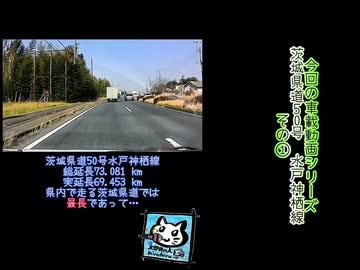 今回の車載動画シリーズ
茨城県道50号 水戸神栖線
その①
茨城県道50号水戸神栖線
総延長73.081 km
実延長69.453 km
県内で走る茨城県道では
最長であって…